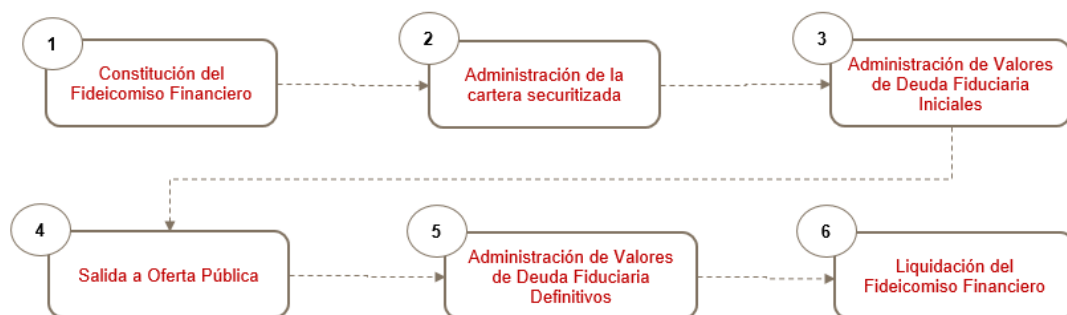 1
Constitución del
Fideicomiso Financiero
2
Administración de la
cartera securitizada
3
Administración de Valores
de Deuda Fiduciaria
Iniciales
4
Salida a Oferta Pública
5
Administración de Valores
de Deuda Fiduciaria
Definitivos
6
Liquidación del
Fideicomiso Financiero